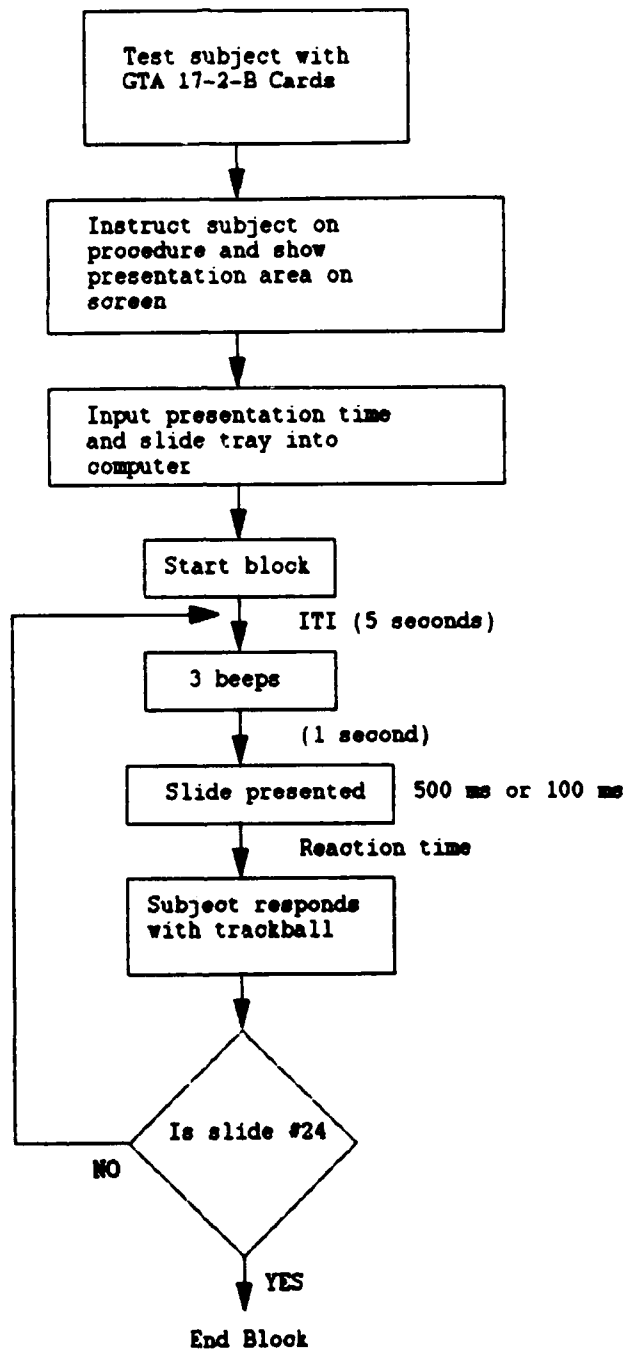 Test subject with
GTA 17-2-B Cards
Instruct subject on
procedure and show
presentation area on
screen
Input presentation time
and slide tray into
computer
Start block
ITI (5 seconds)
3 beeps
(1 second)
Slide presented
500 ms or 100 ms
Reaction time
Subject responds
with trackball
Is slide #24
NO
YES
End Block